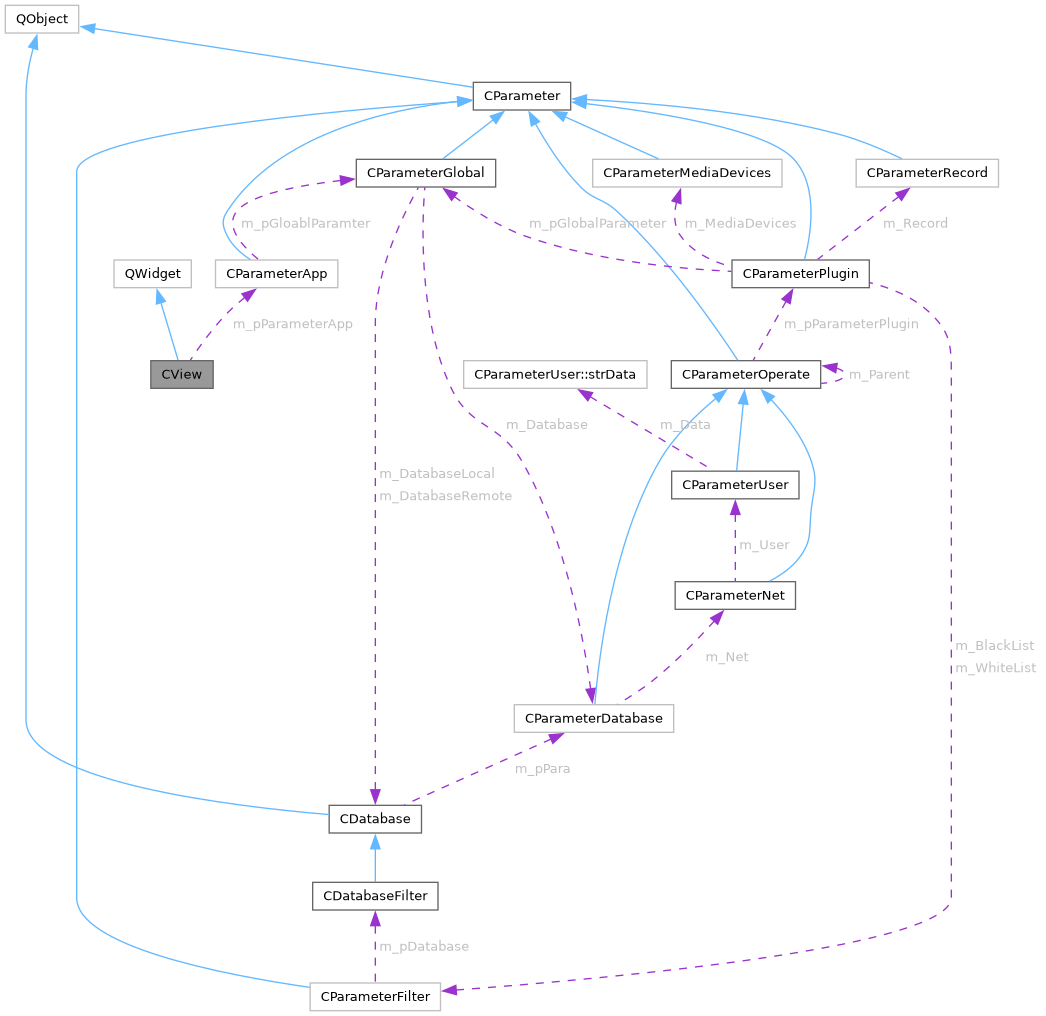 QObject
CParameter
CParameterGlobal
CParameterMediaDevices
CParameterRecord
m_pGloablParamter
m_pGlobalParameter
m_MediaDevices
m_Record
QWidget
CParameterApp
CParameterPlugin
m_pParameterApp
m_pParameterPlugin
CView
CParameterUser::strData
CParameterOperate
m_Parent
m_Database
m_Data
m_DatabaseLocal
m_DatabaseRemote
CParameterUser
m_User
CParameterNet
m_BlackList
m_WhiteList
m_Net
CParameterDatabase
m_pPara
CDatabase
CDatabaseFilter
m_pDatabase
CParameterFilter